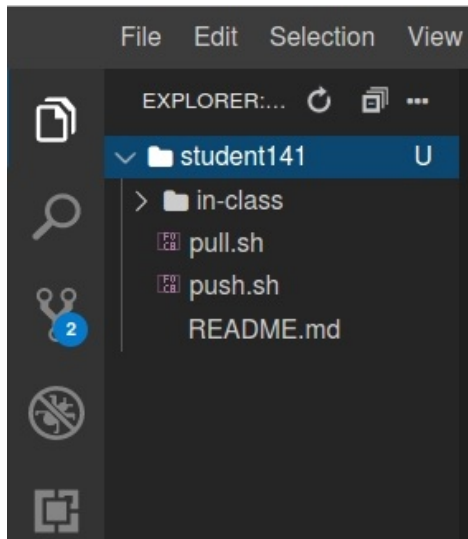 File Edit Selection View
EXPLORER:...
student141 U
in-class
pull.sh
push.sh
2
README.md